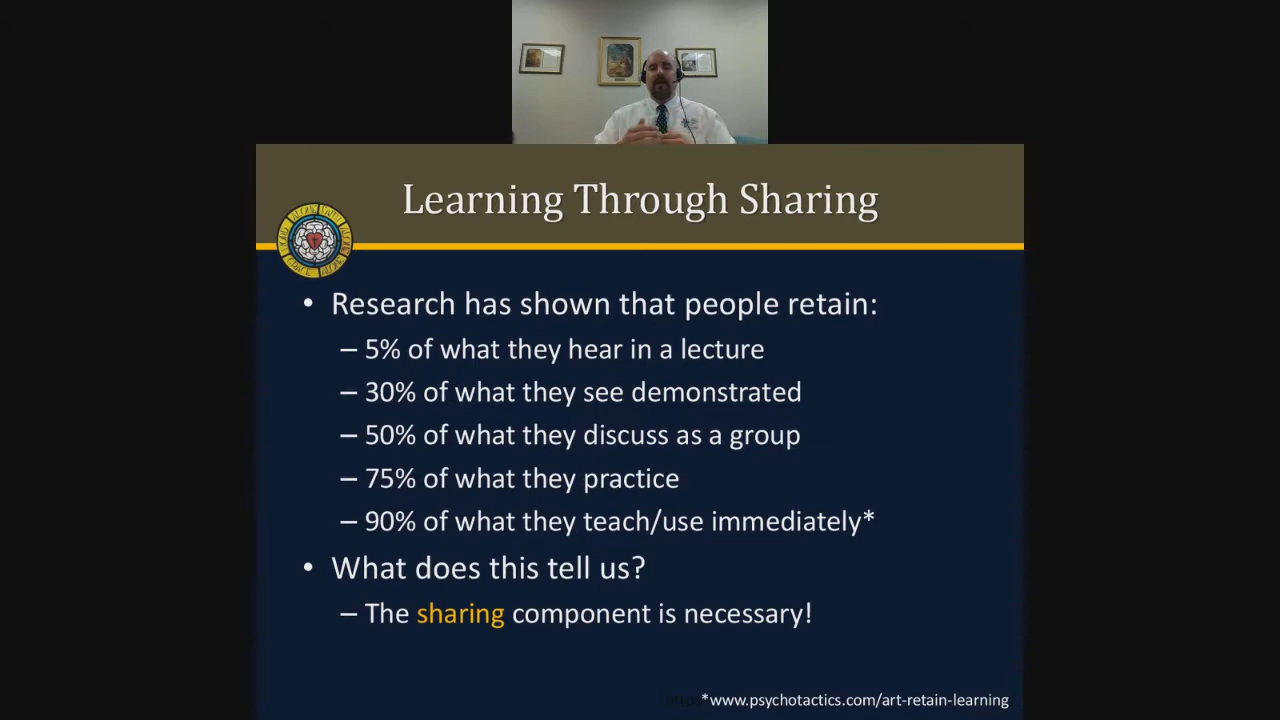 Learning Through Sharing
• Research has shown that people retain:
– 5% of what they hear in a lecture
– 30% of what they see demonstrated
– 50% of what they discuss as a group
– 75% of what they practice
– 90% of what they teach/use immediately*
• What does this tell us?
– The sharing component is necessary!
*www.psychotactics.com/art-retain-learning